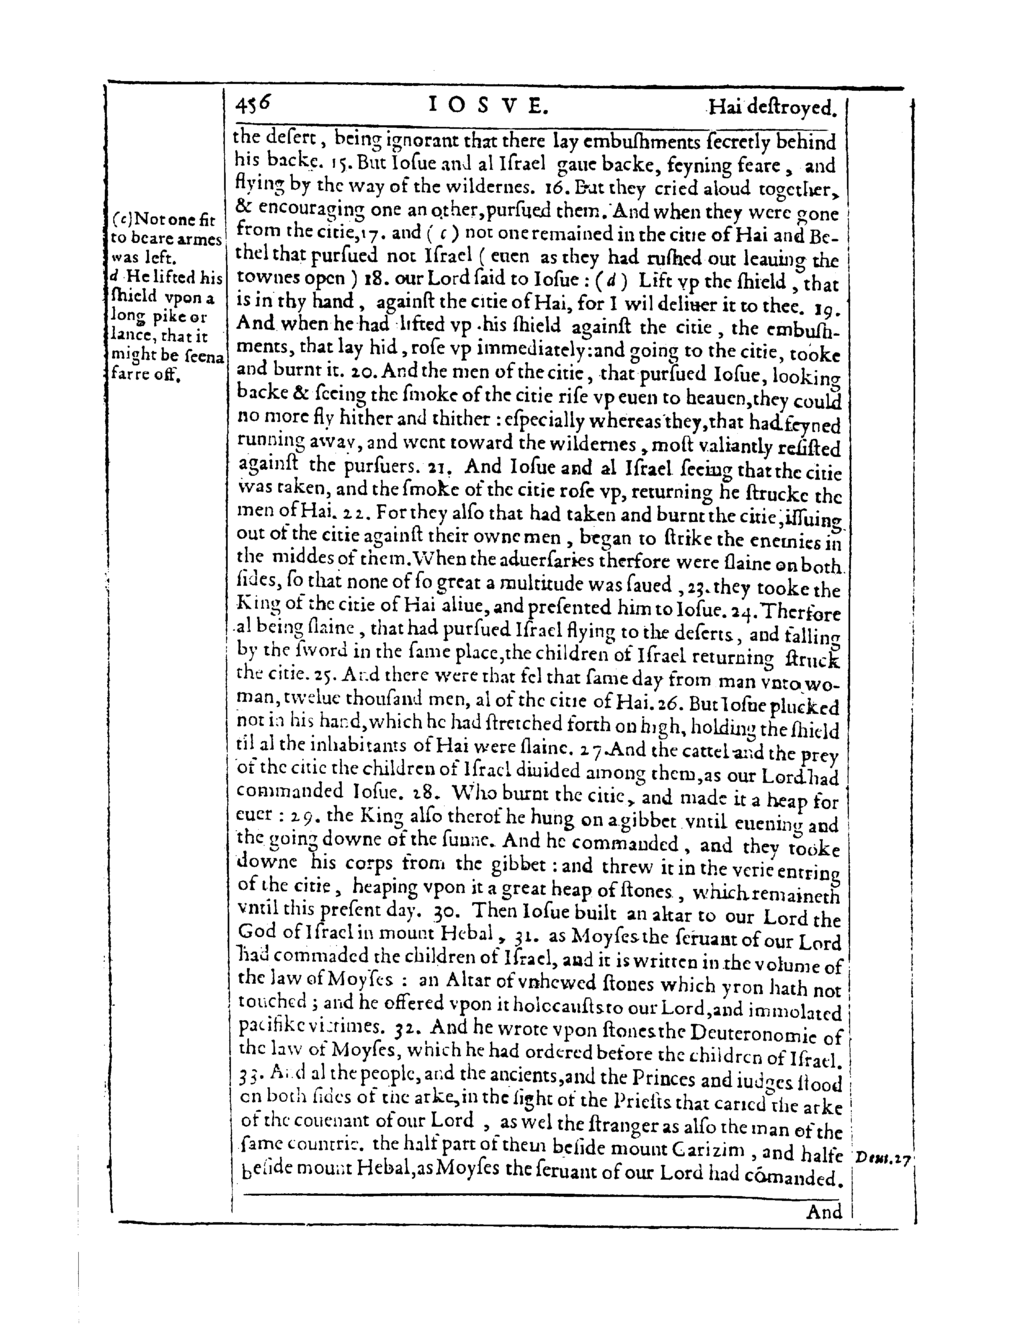 456 IOSVE. Hai deſtroyed.
the deſert, being ignorant that there lay embuſhments ſecretly behind
his backe. 15. But Ioſue and al Iſrael gaue backe, feyning feare, and
flying by the way of the wildernes. 16. But they cried aloud together,
& encouraging one an other, purſued them. And when they were gone
from the citie, 17. and (c) not one remained in the citie of Hai and Be-
thel that purſued not Iſrael (euen as they had ruſhed out leauing the
townes open) 18. our Lord ſaid to Ioſue: (d) Lift vp the ſhield, that
is in thy hand, againſt the citie of Hai, for I wil deliuer it to thee. 19.
And when he had lifted vp his ſhield againſt the citie, the embuſh-
ments, that lay hid, roſe vp immediately: and going to the citie, tooke
and burnt it. 20. And the men of the citie, that purſued Ioſue, looking
backe & ſeeing the ſmoke of the citie riſe vp euen to heauen, they could
no more fly hither and thither: eſpecially whereas they, that had feyned
running away, and went toward the wildernes, moſt valiantly reſiſted
againſt the purſuers. 21. And Ioſue and al Iſrael ſeeing that the citie
was taken, and the ſmoke of the citie roſe vp, returning he ſtrucke the
men of Hai. 22. For they alſo that had taken and burnt the citie, iſſuing
out of the citie againſt their owne men, began to ſtrike the enemies in
the middes of them. When the aduerſaries therfore were ſlaine on both
ſides, ſo that none of ſo great a multitude was ſaued, 23. they tooke the
King of the citie of Hai aliue, and preſented him to Ioſue. 24. Therfore
al being ſlaine, that had purſued Iſrael flying to the deſerts, and falling
by the ſword in the ſame place, the children of Iſrael returning ſtruck
the citie. 25. And there were that fel that ſame day from man vnto wo-
man, twelue thouſand men, al of the citie of Hai. 26. But Ioſue plucked
not in his hand, which he had ſtretched forth on high, holding the ſhield
til al the inhabitants of Hai were ſlaine. 27. And the cattel and the prey
of the citie the children of Iſrael diuided among them, as our Lord had
commanded Ioſue. 28. Who burnt the citie, and made it a heap for
euer: 29. the King alſo therof he hung on a gibbet vntil euening and
the going downe of the ſunne. And he commanded, and they tooke
downe his corps from the gibbet: and threw it in the verie entring
of the citie, heaping vpon it a great heap of ſtones, which remaineth
vntil this preſent day. 30. Then Ioſue built an altar to our Lord the
God of Iſrael in mount Hebal, 31. as Moyſes the ſeruant of our Lord
had commaded the children of Iſrael, and it is written in the volume of
the law of Moyſes: an Altar of vnhewed ſtones which yron hath not
touched; and he offered vpon it holocauſts to our Lord, and immolated
pacifike victimes. 32. And he wrote vpon ſtones the Deuteronomie of
the law of Moyſes, which he had ordered before the children of Iſrael.
33. And al the people, and the ancients, and the Princes and iudges ſtood
on both ſides of the arke, in the ſight of the Prieſts that caried the arke
of the couenant of our Lord, as wel the ſtranger as alſo the man of the
ſame countrie. the half part of them beſide mount Garizim, and halfe
beſide mount Hebal, as Moyſes the ſeruant of our Lord had cõmanded.
And
(c) Not one fit
to beare armes
was left.
d He lifted his
ſhield vpon a
long pike or
lance, that it
might be ſeen a
farre off.
Deut. 27